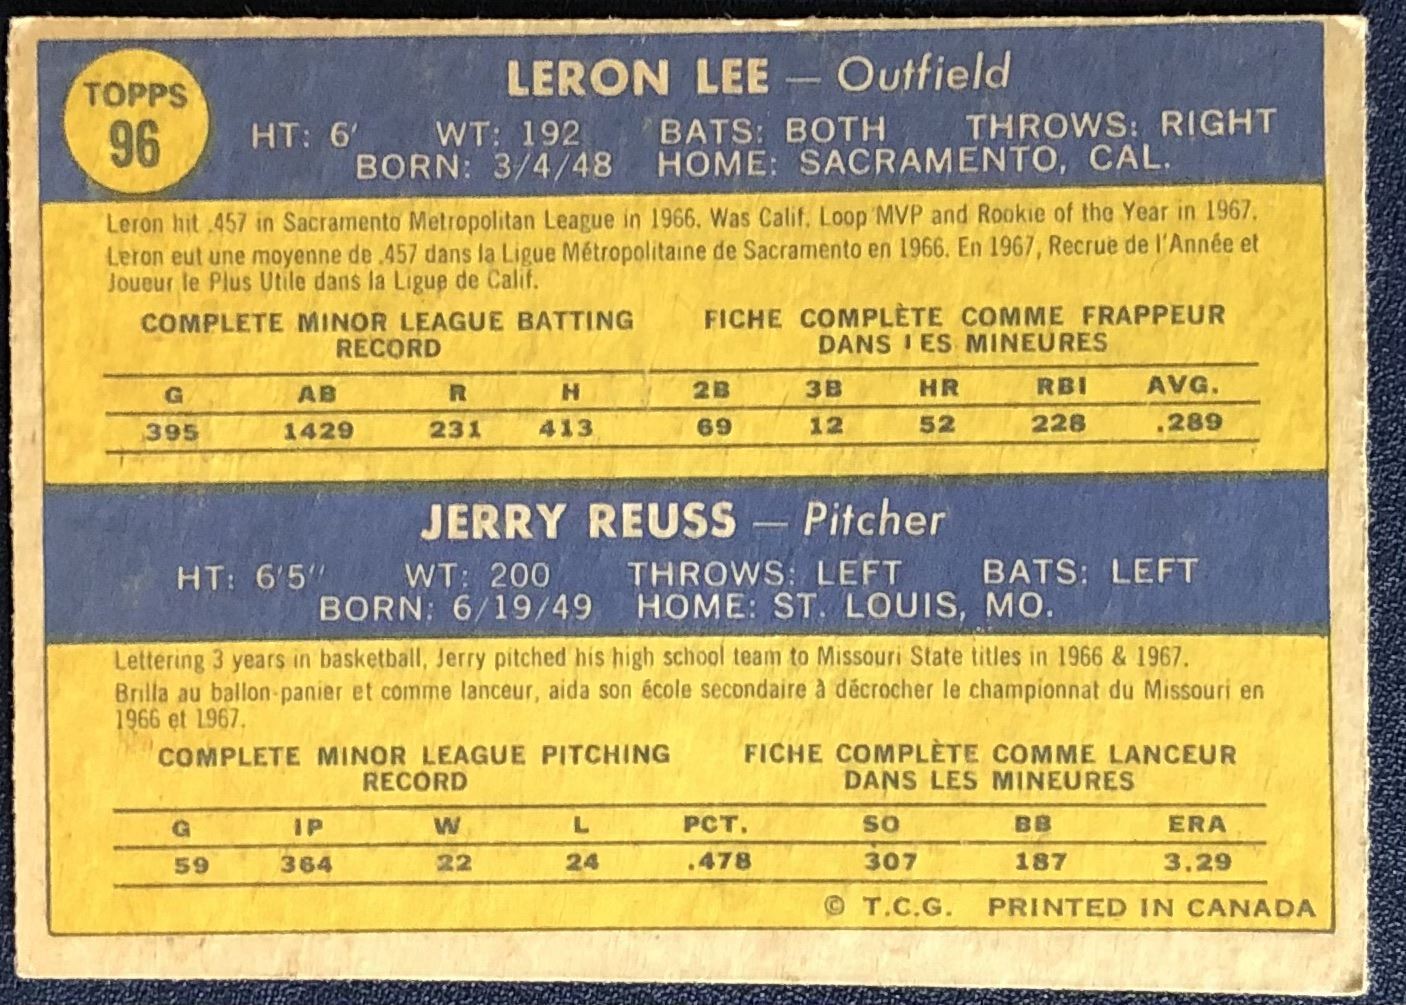 TOPPS
96
LERON LEE — Outfield
HT: 6' WT: 192 BATS: BOTH THROWS: RIGHT
BORN: 3/4/48 HOME: SACRAMENTO, CAL.
Leron hit .457 in Sacramento Metropolitan League in 1966. Was Calif. Loop MVP and Rookie of the Year in 1967.
Leron eut une moyenne de .457 dans la Ligue Métropolitaine de Sacramento en 1966. En 1967, Recrue de l'Année et
Joueur le Plus Utile dans la Ligue de Calif.
COMPLETE MINOR LEAGUE BATTING
RECORD
FICHE COMPLÈTE COMME FRAPPEUR
DANS LES MINEURES
G AB R H 2B 3B HR RBI AVG.
395 1429 231 413 69 12 52 228 .289
JERRY REUSS — Pitcher
HT: 6'5" WT: 200 THROWS: LEFT BATS: LEFT
BORN: 6/19/49 HOME: ST. LOUIS, MO.
Lettering 3 years in basketball, Jerry pitched his high school team to Missouri State titles in 1966 & 1967.
Brilla au ballon-panier et comme lanceur, aida son école secondaire à décrocher le championnat du Missouri en
1966 et 1967.
COMPLETE MINOR LEAGUE PITCHING
RECORD
FICHE COMPLÈTE COMME LANCEUR
DANS LES MINEURES
G IP W L PCT. SO BB ERA
59 364 22 24 .478 307 187 3.29
© T.C.G. PRINTED IN CANADA